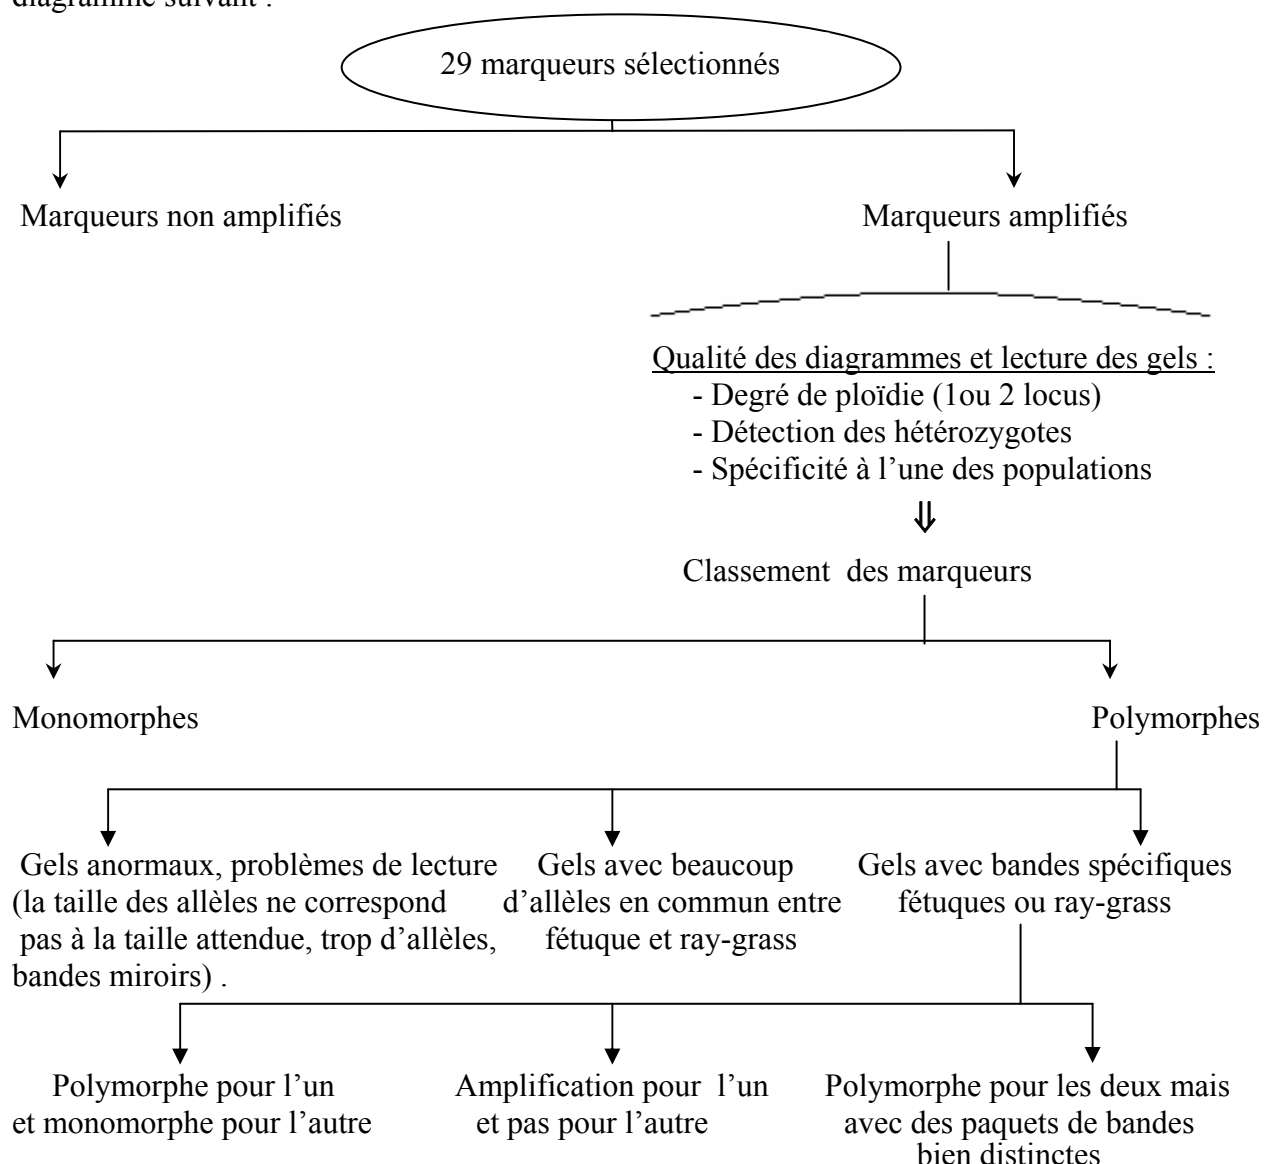 diagramme suivant :
29 marqueurs sélectionnés
Marqueurs non amplifiés
Marqueurs amplifiés
Qualité des diagrammes et lecture des gels :
- Degré de ploïdie (1ou 2 locus)
- Détection des hétérozygotes
- Spécificité à l’une des populations
⇓
Classement des marqueurs
Monomorphes
Polymorphes
Gels anormaux, problèmes de lecture
(la taille des allèles ne correspond
pas à la taille attendue, trop d’allèles,
bandes miroirs) .
Gels avec beaucoup
d’allèles en commun entre
fétuque et ray-grass
Gels avec bandes spécifiques
fétuques ou ray-grass
Polymorphe pour l’un
et monomorphe pour l’autre
Amplification pour l’un
et pas pour l’autre
Polymorphe pour les deux mais
avec des paquets de bandes
bien distinctes